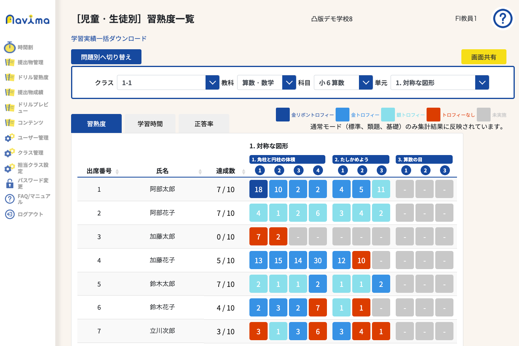 navima
［児童・生徒別］習熟度一覧
凸版デモ学校8
FI教員1
?
学習実績一括ダウンロード
問題別へ切り替え
画面共有
クラス 1-1 教科 算数・数学 科目 小６算数 単元 1. 対称な図形
金リボントロフィー 金トロフィー 銀トロフィー トロフィーなし 未実施
通常モード（標準、類題、基礎）のみ集計結果に反映されています。
習熟度 学習時間 正答率
1. 対称な図形
1. 角柱と円柱の体積 2. たしかめよう 3. 算数の目
出席番号 氏名 達成数 1 2 3 4 1 2 3 1 2 3
1 阿部太郎 7 / 10 18 10 2 2 4 5 11 - - -
2 阿部花子 7 / 10 4 1 2 6 3 4 2 - - -
3 加藤太郎 0 / 10 7 2 - - - - - - - -
4 加藤花子 5 / 10 13 15 14 30 12 10 - - - -
5 鈴木太郎 7 / 10 2 1 1 2 1 1 2 - - -
6 鈴木花子 4 / 10 2 3 2 7 1 1 - - - -
7 立川次郎 3 / 10 3 1 3 6 3 4 1 - - -
時間割
提出物管理
ドリル習熟度
提出物成績
ドリルプレビュー
コンテンツ
ユーザー管理
クラス管理
担当クラス設定
パスワード変更
FAQ/マニュアル
ログアウト